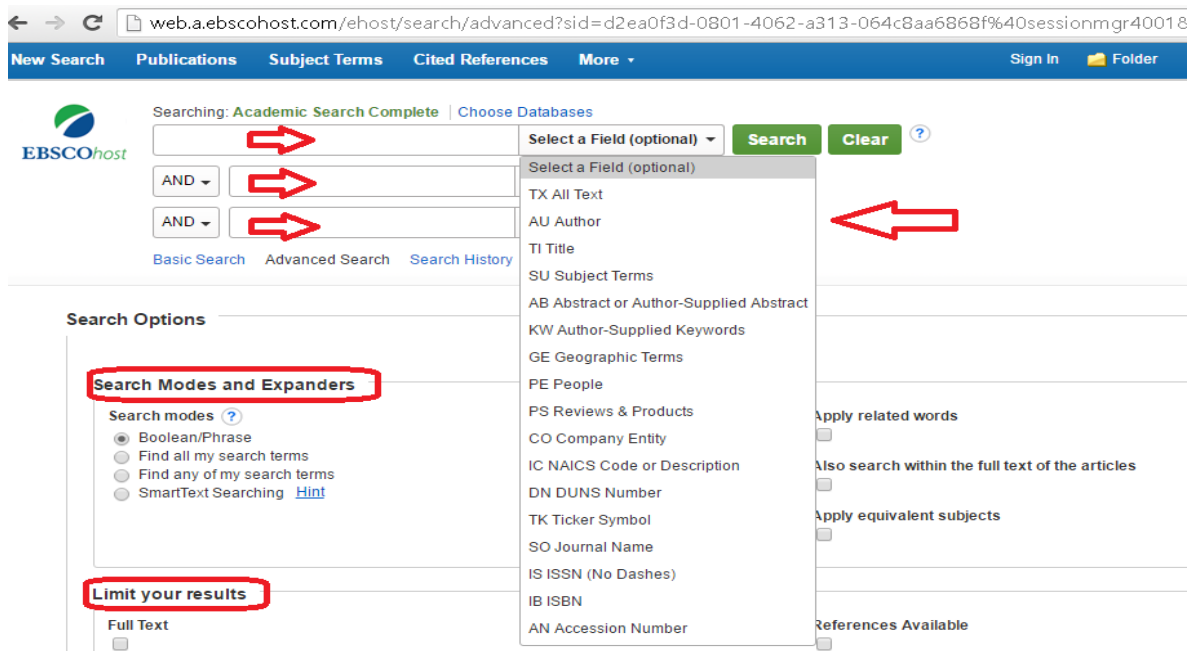 web.a.ebscohost.com/ehost/search/advanced?sid=d2ea0f3d-0801-4062-a313-064c8aa6868f%40sessionmgr4001&
New Search Publications Subject Terms Cited References More Sign In Folder
Searching: Academic Search Complete | Choose Databases
EBSCOhost
Select a Field (optional) Search Clear ?
AND
AND
Basic Search Advanced Search Search History
Select a Field (optional)
TX All Text
AU Author
TI Title
SU Subject Terms
AB Abstract or Author-Supplied Abstract
KW Author-Supplied Keywords
GE Geographic Terms
PE People
PS Reviews & Products
CO Company Entity
IC NAICS Code or Description
DN DUNS Number
TK Ticker Symbol
SO Journal Name
IS ISSN (No Dashes)
IB ISBN
AN Accession Number
Search Options
Search Modes and Expanders
Search modes ?
Boolean/Phrase
Find all my search terms
Find any of my search terms
SmartText Searching Hint
Apply related words
Also search within the full text of the articles
Apply equivalent subjects
Limit your results
Full Text
References Available